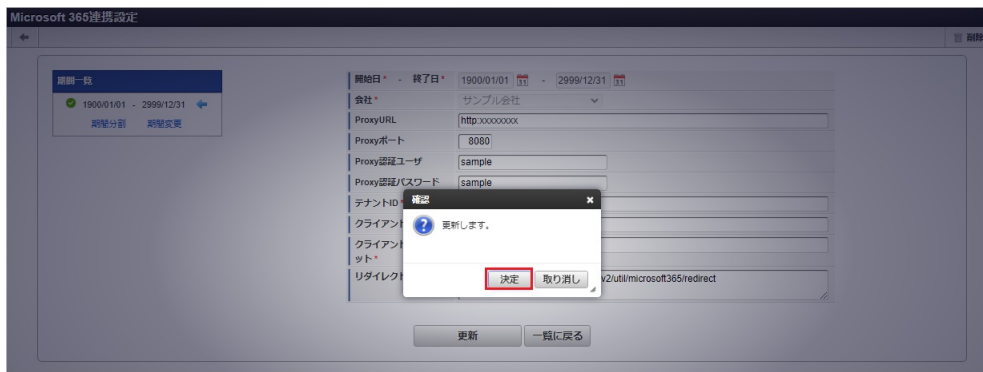 Microsoft 365連携設定
削除
期間一覧
1900/01/01 - 2999/12/31
期間分割 期間変更
開始日* - 終了日* 1900/01/01 31 - 2999/12/31 31
会社* サンプル会社
ProxyURL http:xxxxxxxx
Proxyポート 8080
Proxy認証ユーザ sample
Proxy認証パスワード sample
テナントID
クライアント
クライアント
ット*
リダイレクト v2/util/microsoft365/redirect
確認 ×
? 更新します。
決定 取り消し
更新 一覧に戻る